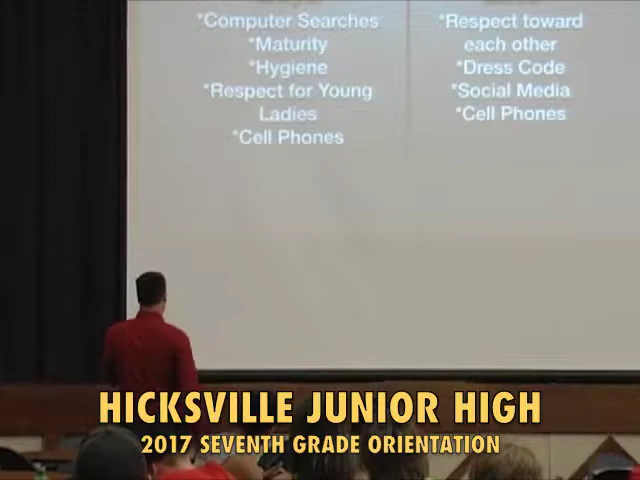 *Computer Searches
*Maturity
*Hygiene
*Respect for Young
Ladies
*Cell Phones
*Respect toward
each other
*Dress Code
*Social Media
*Cell Phones
HICKSVILLE JUNIOR HIGH
2017 SEVENTH GRADE ORIENTATION